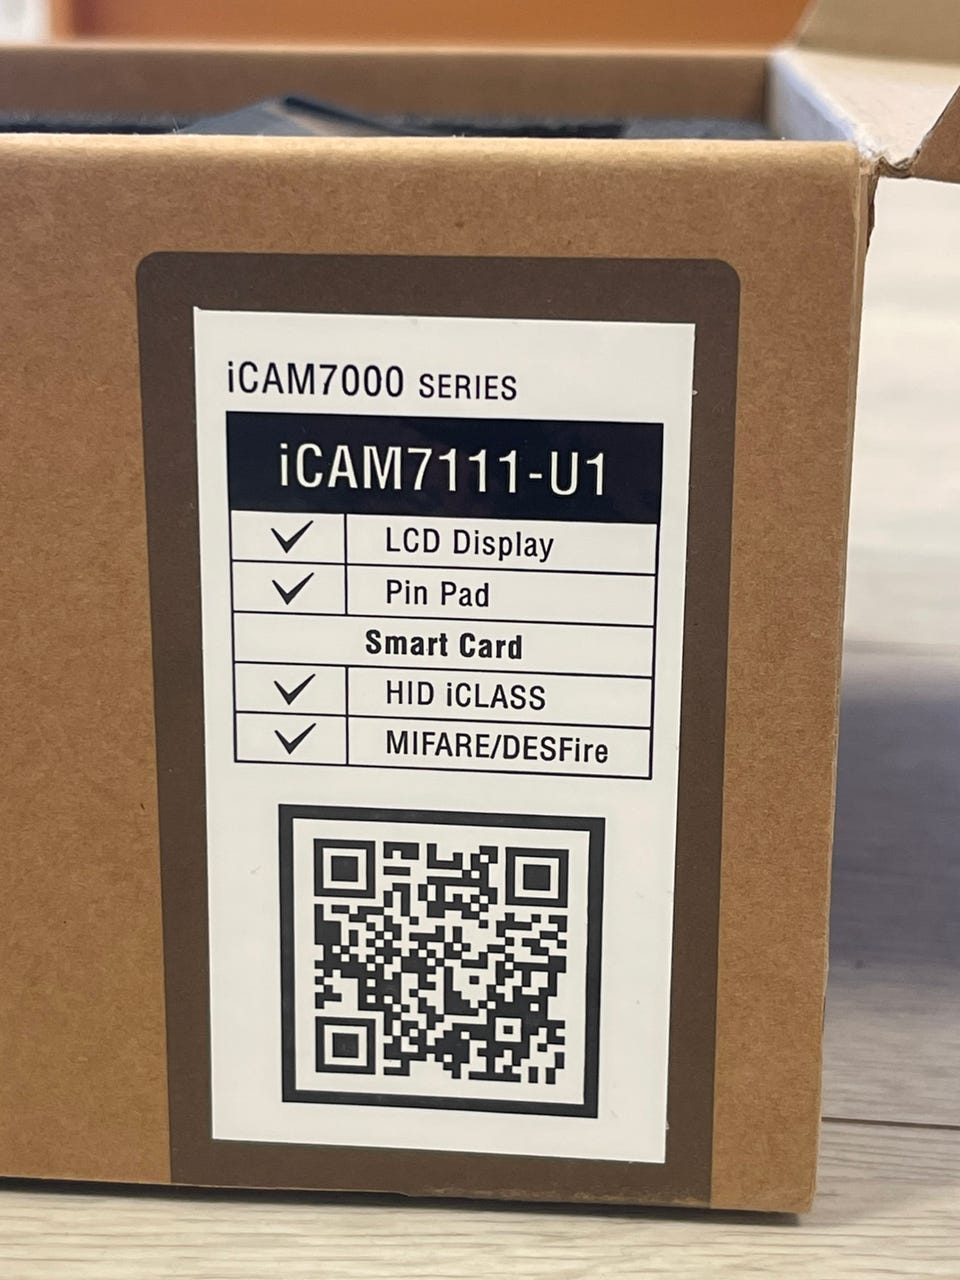 iCAM7000 SERIES
iCAM7111-U1
✓ LCD Display
✓ Pin Pad
Smart Card
✓ HID iCLASS
✓ MIFARE/DESFire